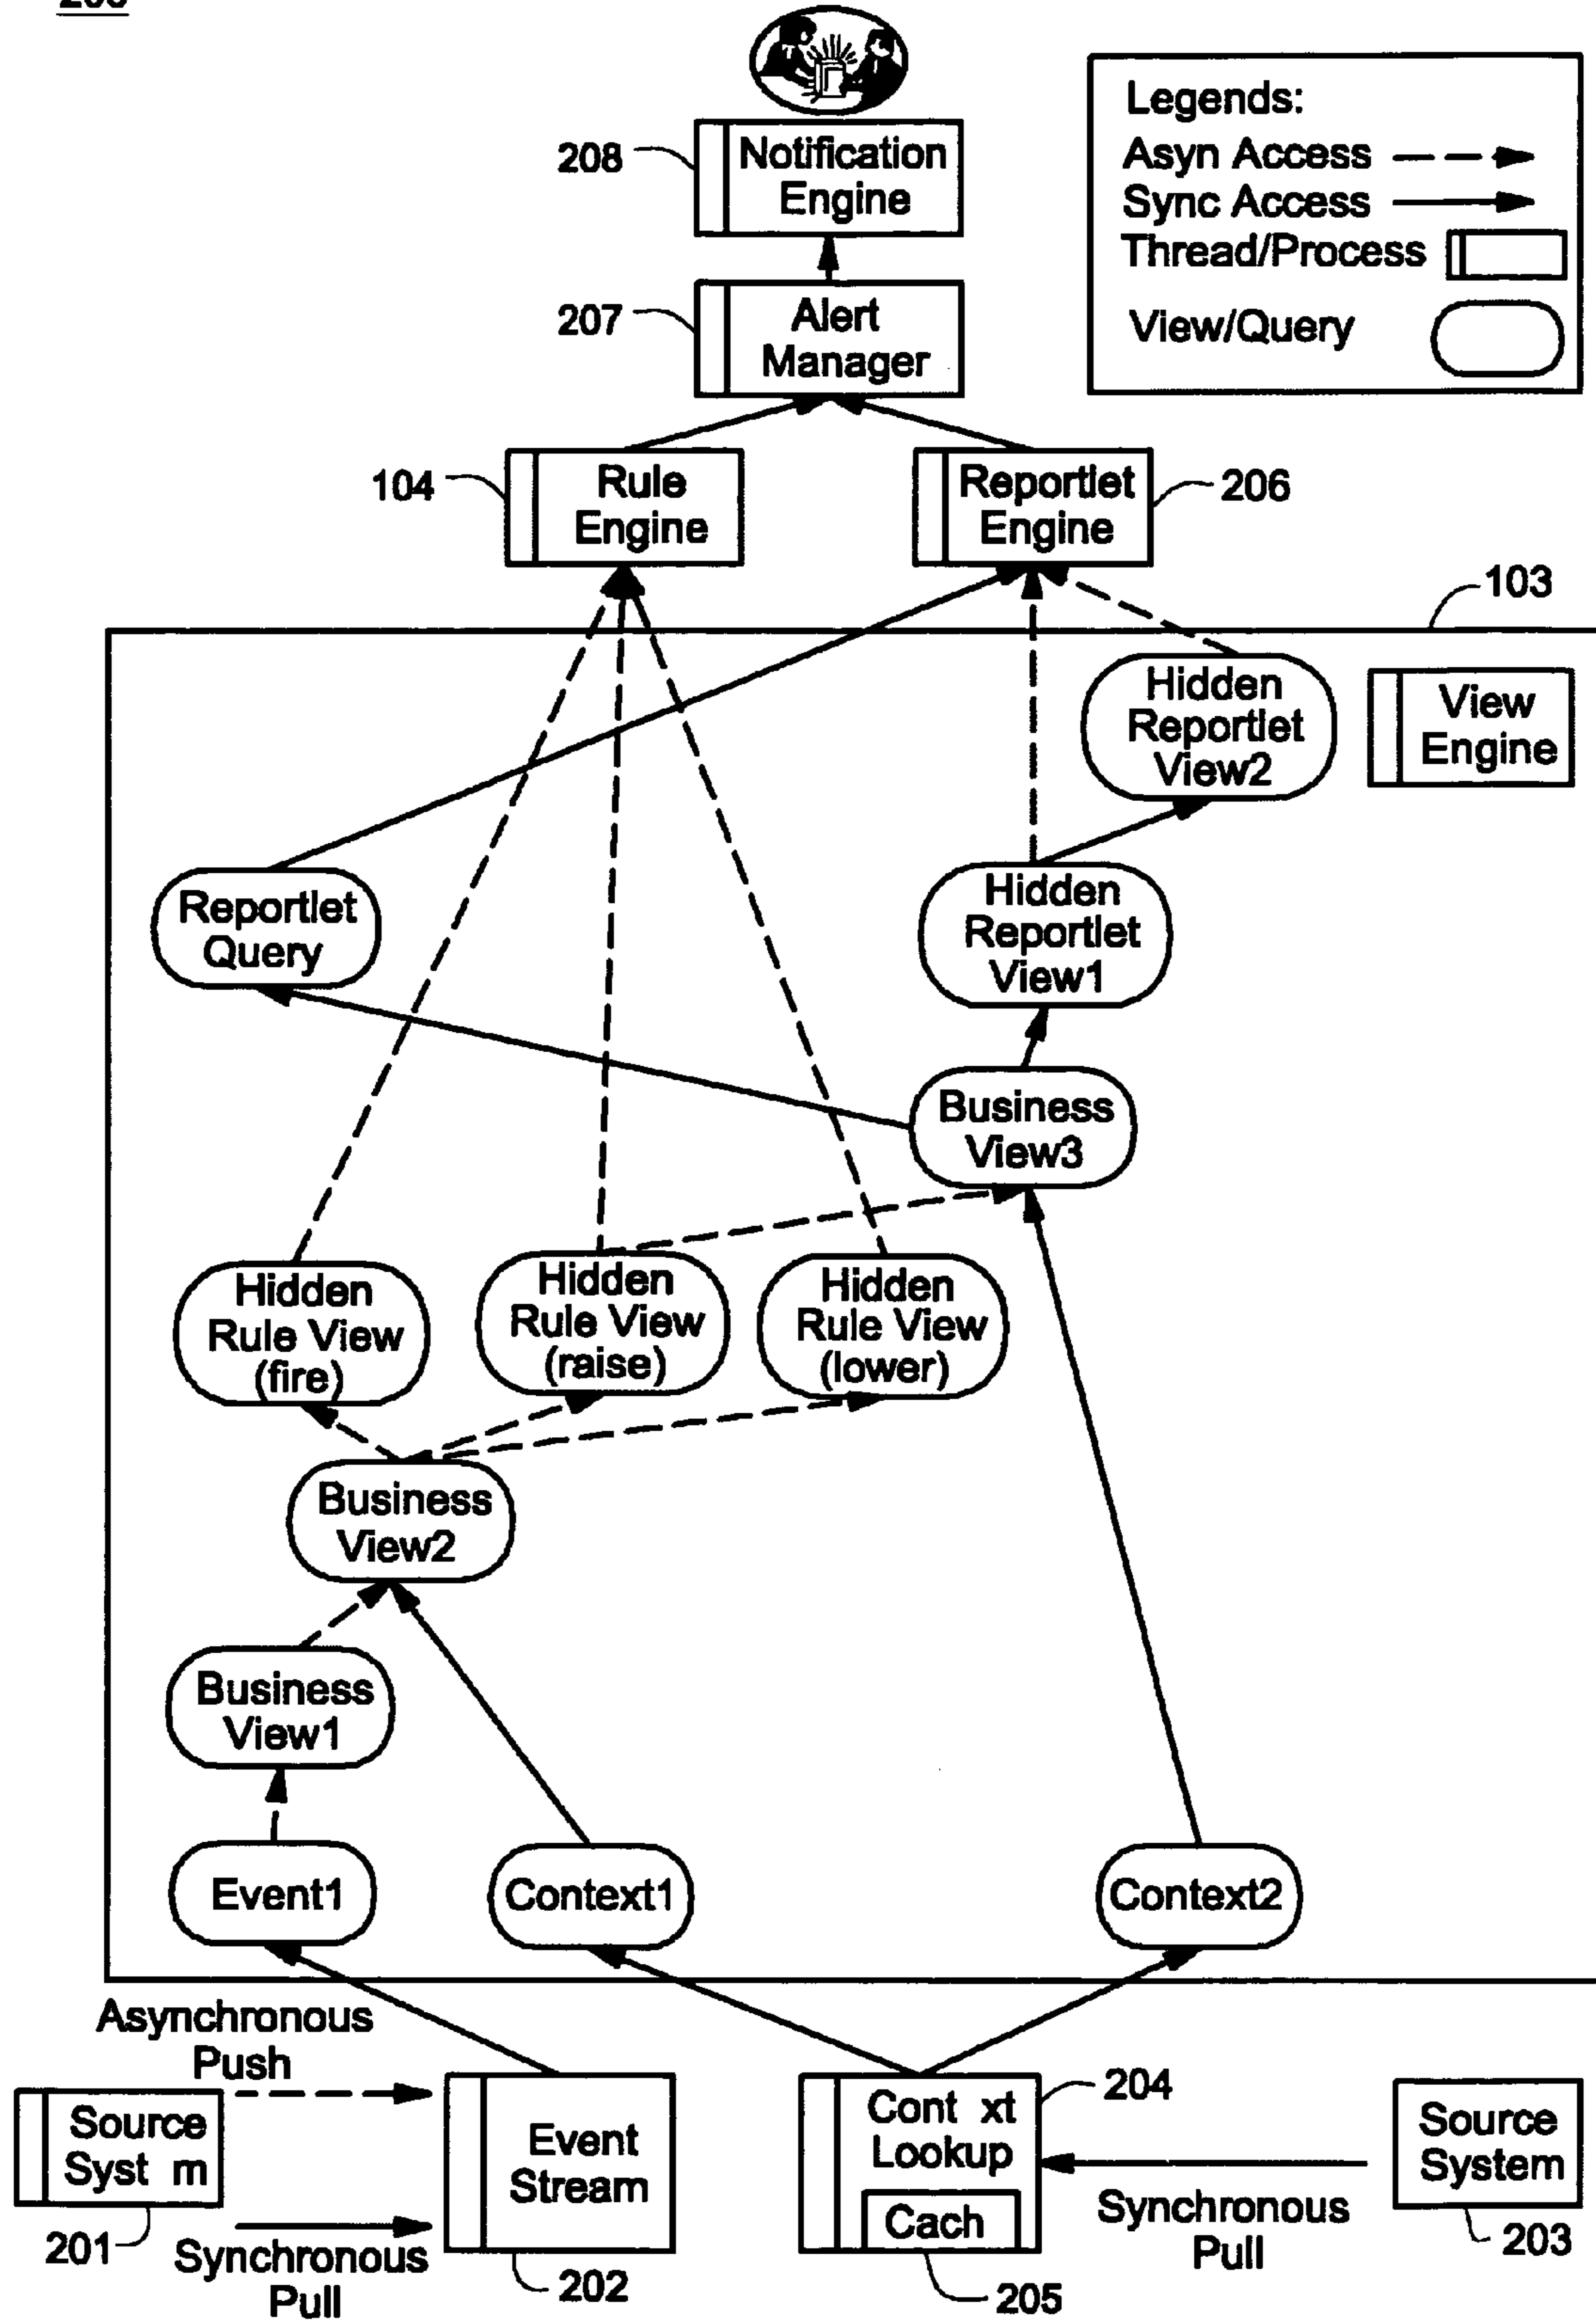 Legends:
Asyn Access
Sync Access
Thread/Process
View/Query
208
Notification
Engine
207
Alert
Manager
104
Rule
Engine
Reportlet
Engine
206
103
Hidden
Reportlet
View2
View
Engine
Reportlet
Query
Hidden
Reportlet
View1
Business
View3
Hidden
Rule View
(fire)
Hidden
Rule View
(raise)
Hidden
Rule View
(lower)
Business
View2
Business
View1
Event1
Context1
Context2
Asynchronous
Push
Source
Syst m
201
Synchronous
Pull
Event
Stream
202
Cont xt
Lookup
Cach
204
205
Synchronous
Pull
Source
System
203